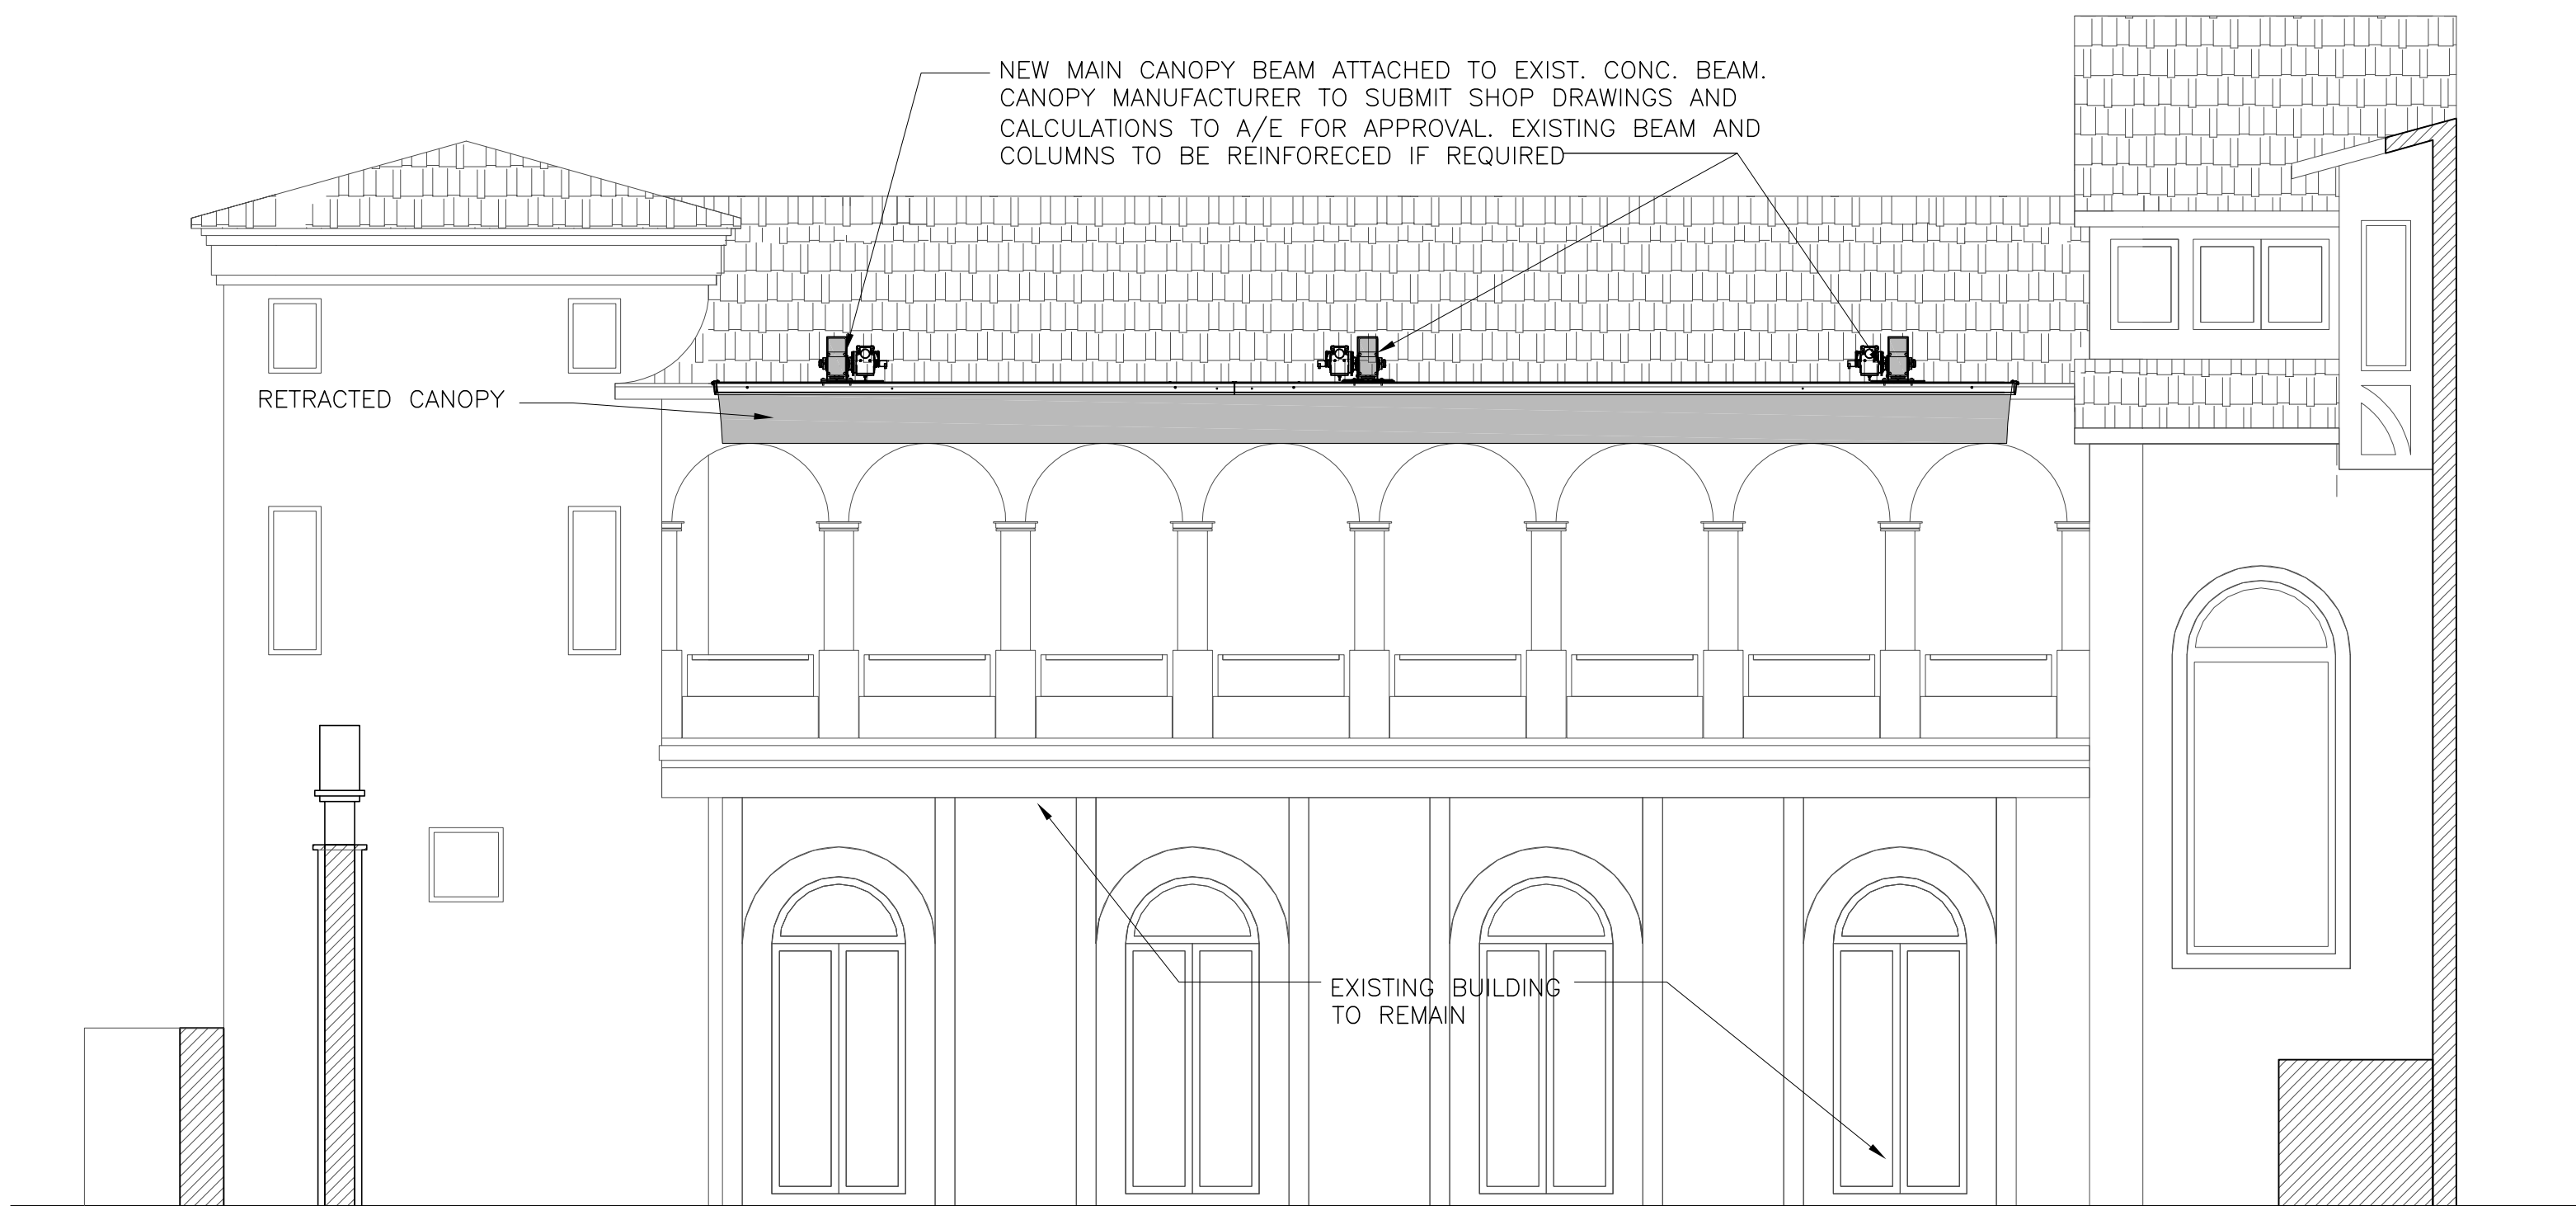 NEW MAIN CANOPY BEAM ATTACHED TO EXIST. CONC. BEAM.
CANOPY MANUFACTURER TO SUBMIT SHOP DRAWINGS AND
CALCULATIONS TO A/E FOR APPROVAL. EXISTING BEAM AND
COLUMNS TO BE REINFORECED IF REQUIRED
RETRACTED CANOPY
EXISTING BUILDING
TO REMAIN